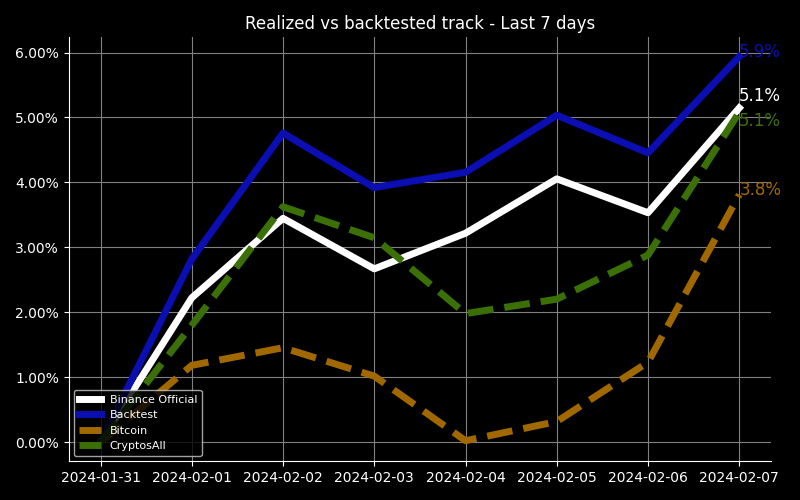 Realized vs backtested track - Last 7 days
6.00%
5.00%
4.00%
3.00%
2.00%
1.00%
0.00%
5.9%
5.1%
5.1%
3.8%
Binance Official
Backtest
Bitcoin
CryptosAll
2024-01-31 2024-02-01 2024-02-02 2024-02-03 2024-02-04 2024-02-05 2024-02-06 2024-02-07